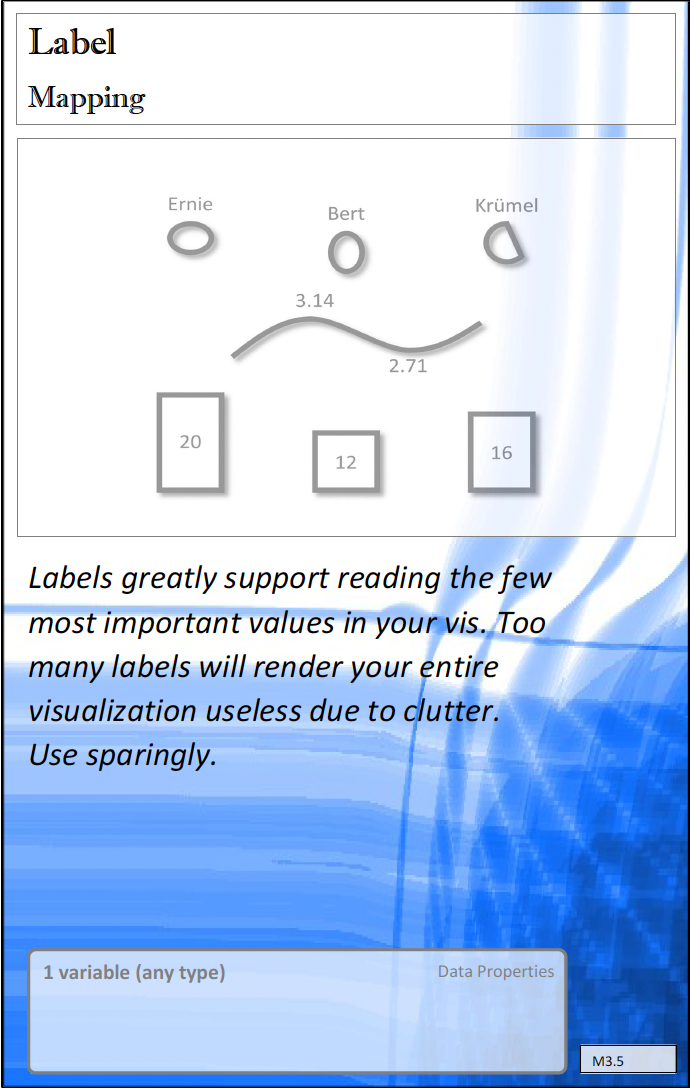 Label
Mapping
Ernie
Bert
Krümel
3.14
2.71
20
12
16
Labels greatly support reading the few
most important values in your vis. Too
many labels will render your entire
visualization useless due to clutter.
Use sparingly.
1 variable (any type)
Data Properties
M3.5